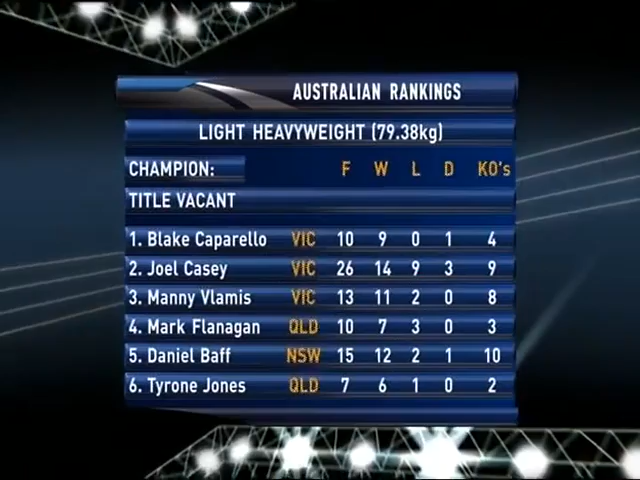 AUSTRALIAN RANKINGS
LIGHT HEAVYWEIGHT (79.38kg)
CHAMPION: F W L D KO's
TITLE VACANT
1. Blake Caparello VIC 10 9 0 1 4
2. Joel Casey VIC 26 14 9 3 9
3. Manny Vlamis VIC 13 11 2 0 8
4. Mark Flanagan QLD 10 7 3 0 3
5. Daniel Baff NSW 15 12 2 1 10
6. Tyrone Jones QLD 7 6 1 0 2